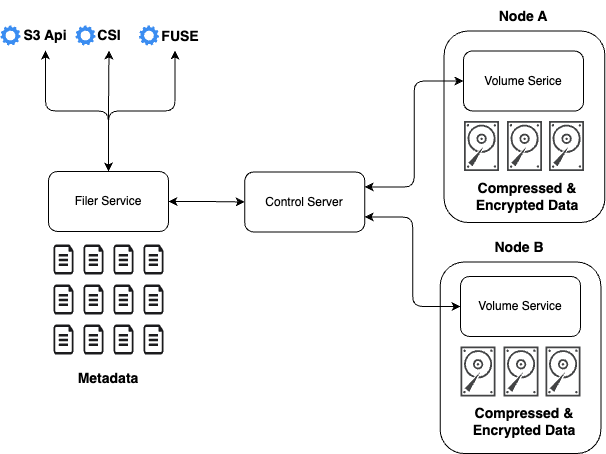 Node A
S3 Api
CSI
FUSE
Volume Serice
Compressed &
Encrypted Data
Filer Service
Control Server
Node B
Volume Service
Metadata
Compressed &
Encrypted Data